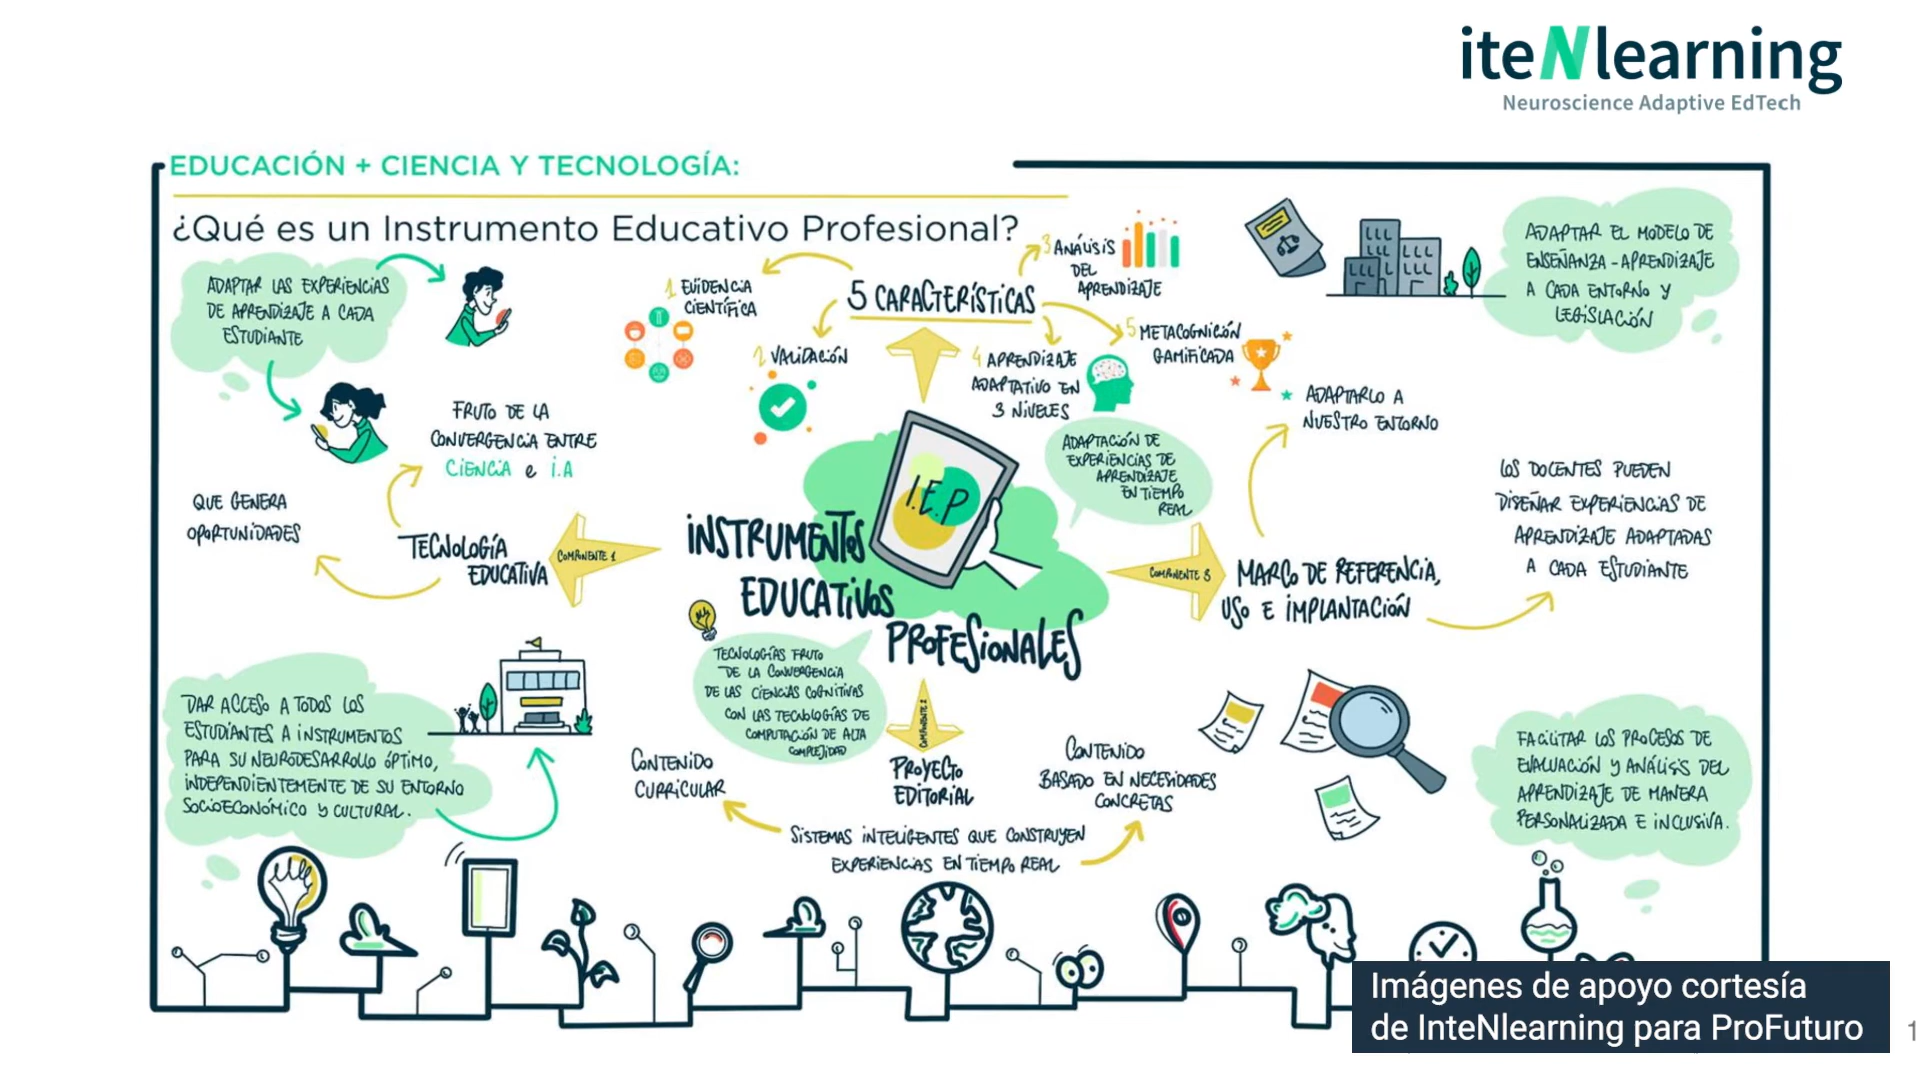 iteNlearning
Neuroscience Adaptive EdTech
EDUCACIÓN + CIENCIA Y TECNOLOGÍA:
¿Qué es un Instrumento Educativo Profesional?
ADAPTAR LAS EXPERIENCIAS
DE APRENDIZAJE A CADA
ESTUDIANTE
5 CARACTERÍSTICAS
1 EVIDENCIA
CIENTÍFICA
2 VALIDACIÓN
3 ANÁLISIS
DEL
APRENDIZAJE
4 APRENDIZAJE
ADAPTATIVO EN
3 NIVELES
5 METACOGNICIÓN
GAMIFICADA
ADAPTAR EL MODELO DE
ENSEÑANZA - APRENDIZAJE
A CADA ENTORNO Y
LEGISLACIÓN
FRUTO DE LA
CONVERGENCIA ENTRE
CIENCIA e I.A
QUE GENERA
OPORTUNIDADES
TECNOLOGÍA
EDUCATIVA
COMPONENTE 1
I.E.P
INSTRUMENTOS
EDUCATIVOS
PROFESIONALES
ADAPTACIÓN DE
EXPERIENCIAS DE
APRENDIZAJE
EN TIEMPO
REAL
ADAPTARLO A
NUESTRO ENTORNO
COMPONENTE 3
MARCO DE REFERENCIA,
USO E IMPLANTACIÓN
LOS DOCENTES PUEDEN
DISEÑAR EXPERIENCIAS DE
APRENDIZAJE ADAPTADAS
A CADA ESTUDIANTE
DAR ACCESO A TODOS LOS
ESTUDIANTES A INSTRUMENTOS
PARA SU NEURODESARROLLO ÓPTIMO,
INDEPENDIENTEMENTE DE SU ENTORNO
SOCIOECONÓMICO Y CULTURAL.
TECNOLOGÍAS FRUTO
DE LA CONVERGENCIA
DE LAS CIENCIAS COGNITIVAS
CON LAS TECNOLOGÍAS DE
COMPUTACIÓN DE ALTA
COMPLEJIDAD
COMPONENTE 2
PROYECTO
EDITORIAL
CONTENIDO
CURRICULAR
CONTENIDO
BASADO EN NECESIDADES
CONCRETAS
SISTEMAS INTELIGENTES QUE CONSTRUYEN
EXPERIENCIAS EN TIEMPO REAL
FACILITAR LOS PROCESOS DE
EVALUACIÓN Y ANÁLISIS DEL
APRENDIZAJE DE MANERA
PERSONALIZADA E INCLUSIVA.
Imágenes de apoyo cortesía
de InteNlearning para ProFuturo
1